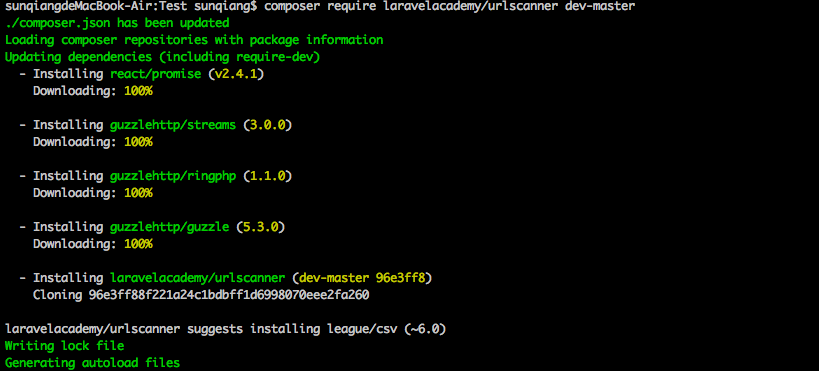 sunqiangdeMacBook-Air:Test sunqiang$ composer require laravelacademy/urlscanner dev-master
./composer.json has been updated
Loading composer repositories with package information
Updating dependencies (including require-dev)
- Installing react/promise (v2.4.1)
Downloading: 100%
- Installing guzzlehttp/streams (3.0.0)
Downloading: 100%
- Installing guzzlehttp/ringphp (1.1.0)
Downloading: 100%
- Installing guzzlehttp/guzzle (5.3.0)
Downloading: 100%
- Installing laravelacademy/urlscanner (dev-master 96e3ff8)
Cloning 96e3ff88f221a24c1bdbff1d6998070eee2fa260
laravelacademy/urlscanner suggests installing league/csv (~6.0)
Writing lock file
Generating autoload files